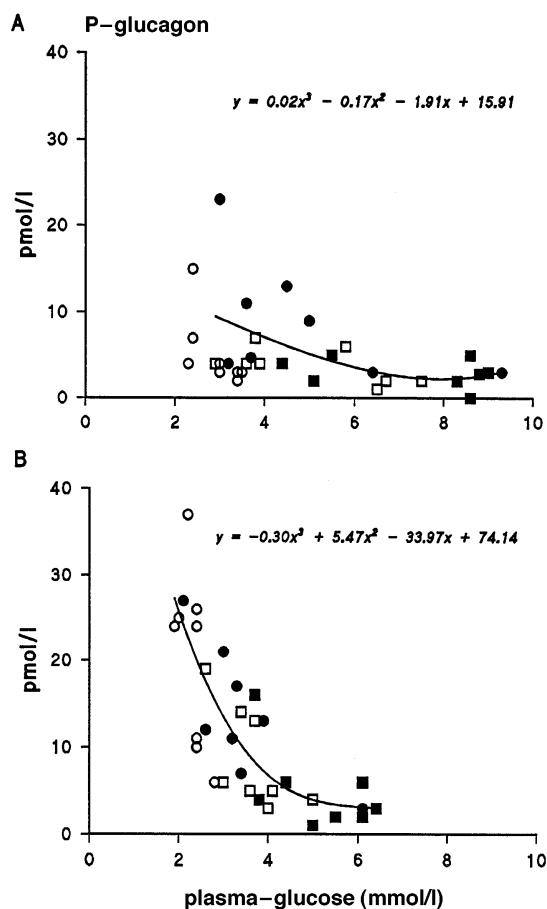 A P-glucagon
40
y = 0.02x³ - 0.17x² - 1.91x + 15.91
30
20
pmol/l
10
0
0 2 4 6 8 10
B
40
y = -0.30x³ + 5.47x² - 33.97x + 74.14
30
20
pmol/l
10
0
0 2 4 6 8 10
plasma-glucose (mmol/l)